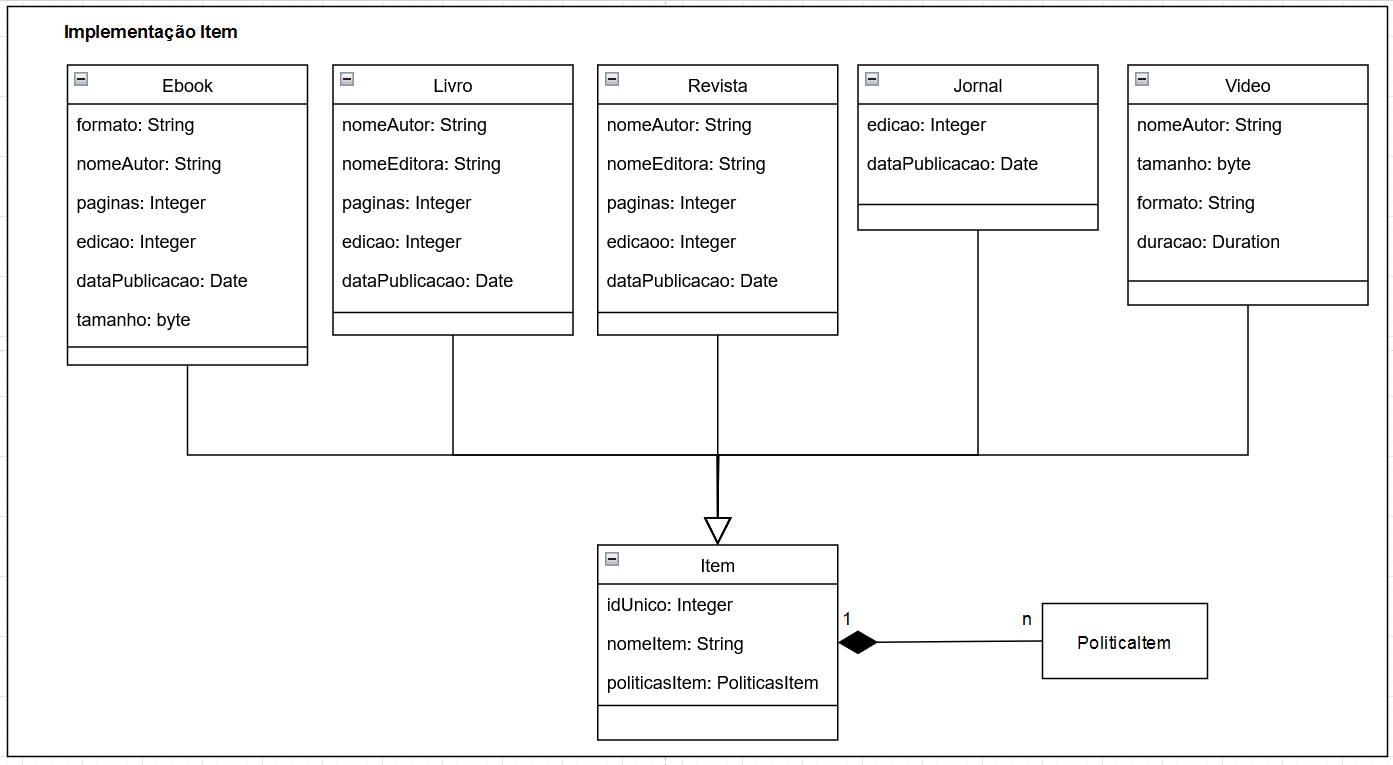 Implementação Item
Ebook
formato: String
nomeAutor: String
paginas: Integer
edicao: Integer
dataPublicacao: Date
tamanho: byte
Livro
nomeAutor: String
nomeEditora: String
paginas: Integer
edicao: Integer
dataPublicacao: Date
Revista
nomeAutor: String
nomeEditora: String
paginas: Integer
edicaoo: Integer
dataPublicacao: Date
Jornal
edicao: Integer
dataPublicacao: Date
Video
nomeAutor: String
tamanho: byte
formato: String
duracao: Duration
Item
idUnico: Integer
nomeItem: String
politicasItem: PoliticasItem
1
n
PoliticaItem